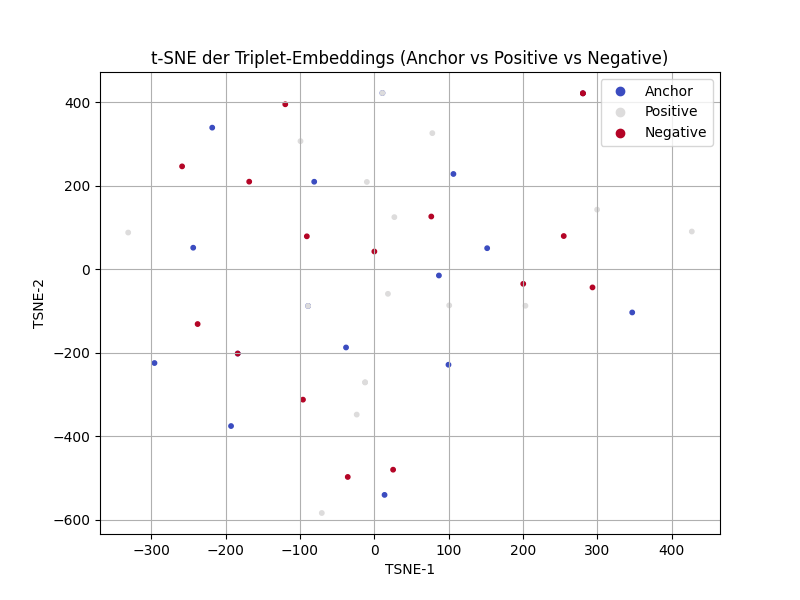 t-SNE der Triplet-Embeddings (Anchor vs Positive vs Negative)
Anchor
Positive
Negative
400
200
0
−200
−400
−600
TSNE-2
−300 −200 −100 0 100 200 300 400
TSNE-1